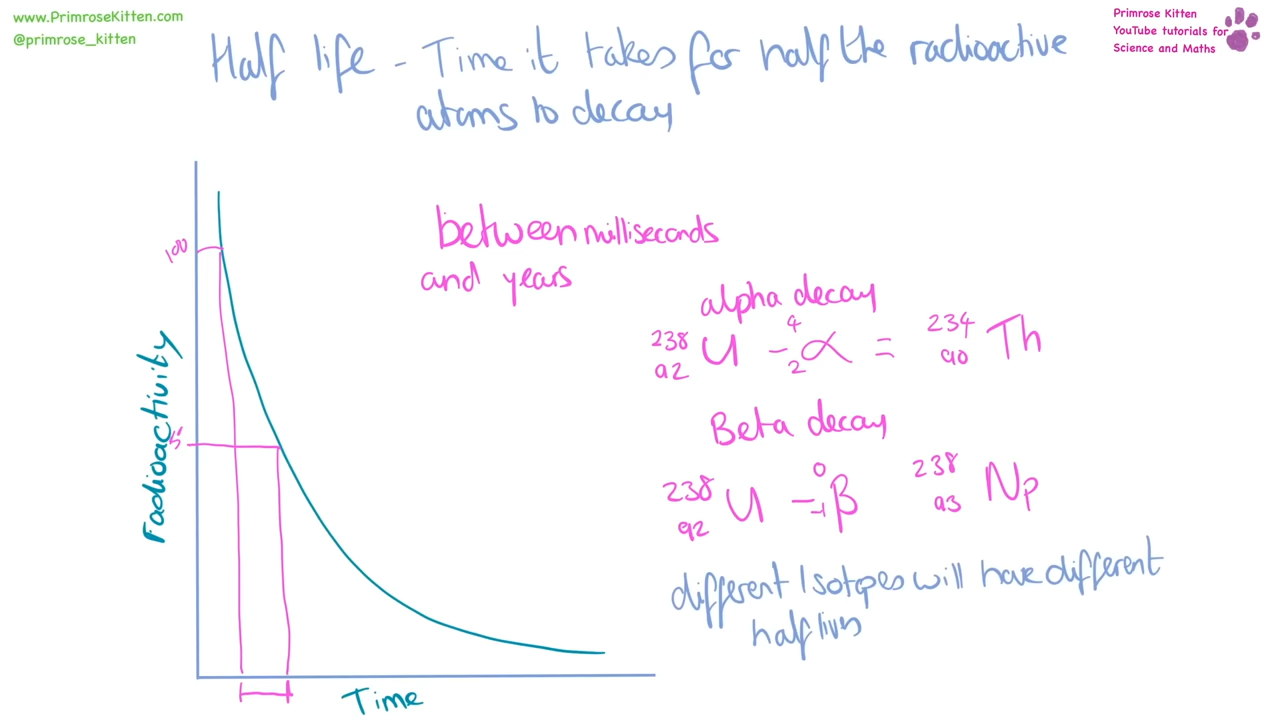 www.PrimroseKitten.com
@primrose_kitten
Primrose Kitten
YouTube tutorials for
Science and Maths
Half life - Time it takes for half the radioactive
atoms to decay
between milliseconds
and years
100
5
Radioactivity
Time
alpha decay
238 92 U - 4 2 α = 234 90 Th
Beta decay
238 92 U - 0 -1 β 238 93 Np
different Isotopes will have different
half lives